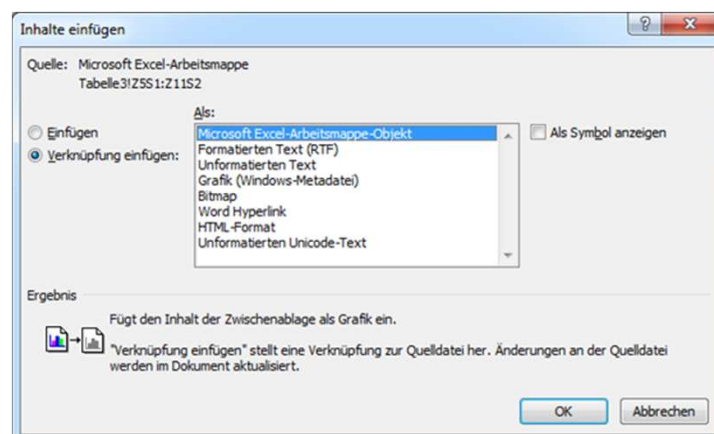 Inhalte einfügen
Quelle: Microsoft Excel-Arbeitsmappe
Tabelle3!Z5S1:Z11S2
Als:
Einfügen
Verknüpfung einfügen:
Microsoft Excel-Arbeitsmappe-Objekt
Formatierten Text (RTF)
Unformatierten Text
Grafik (Windows-Metadatei)
Bitmap
Word Hyperlink
HTML-Format
Unformatierten Unicode-Text
Als Symbol anzeigen
Ergebnis
Fügt den Inhalt der Zwischenablage als Grafik ein.
"Verknüpfung einfügen" stellt eine Verknüpfung zur Quelldatei her. Änderungen an der Quelldatei
werden im Dokument aktualisiert.
OK
Abbrechen